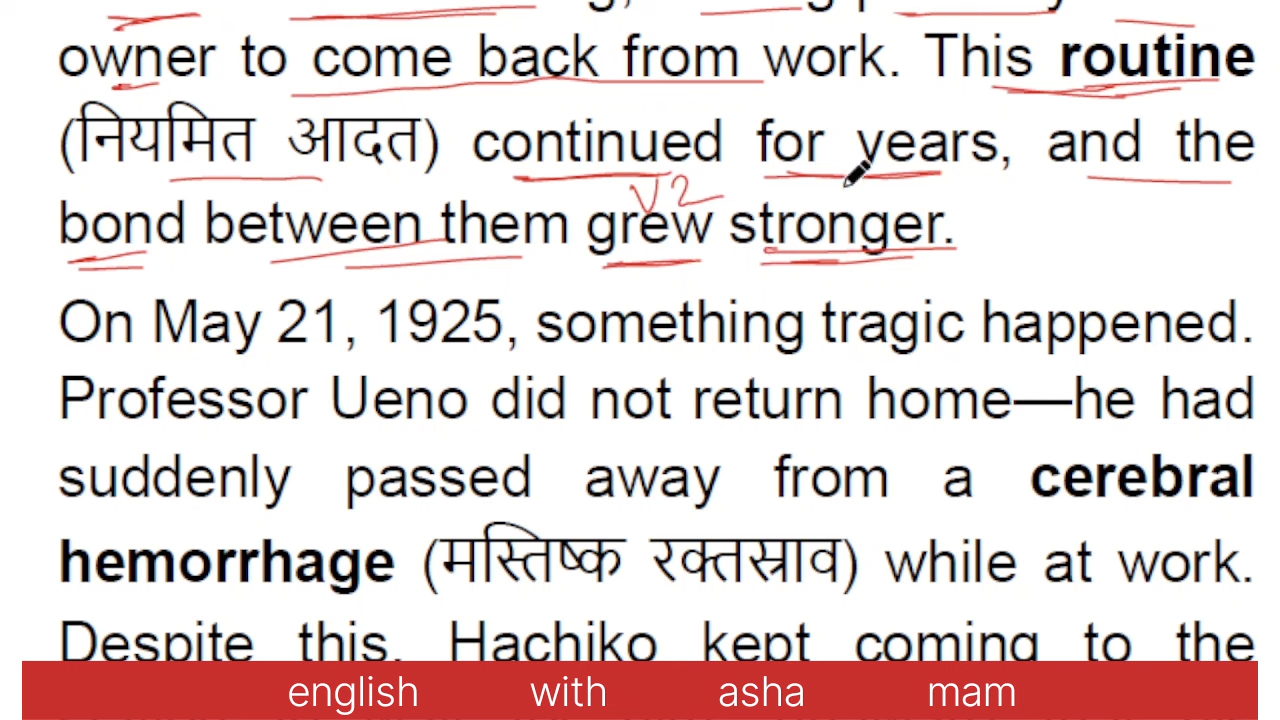 owner to come back from work. This routine
(नियमित आदत) continued for years, and the
V2
bond between them grew stronger.
On May 21, 1925, something tragic happened.
Professor Ueno did not return home—he had
suddenly passed away from a cerebral
hemorrhage (मस्तिष्क रक्तस्राव) while at work.
Despite this, Hachiko kept coming to the
english with asha mam